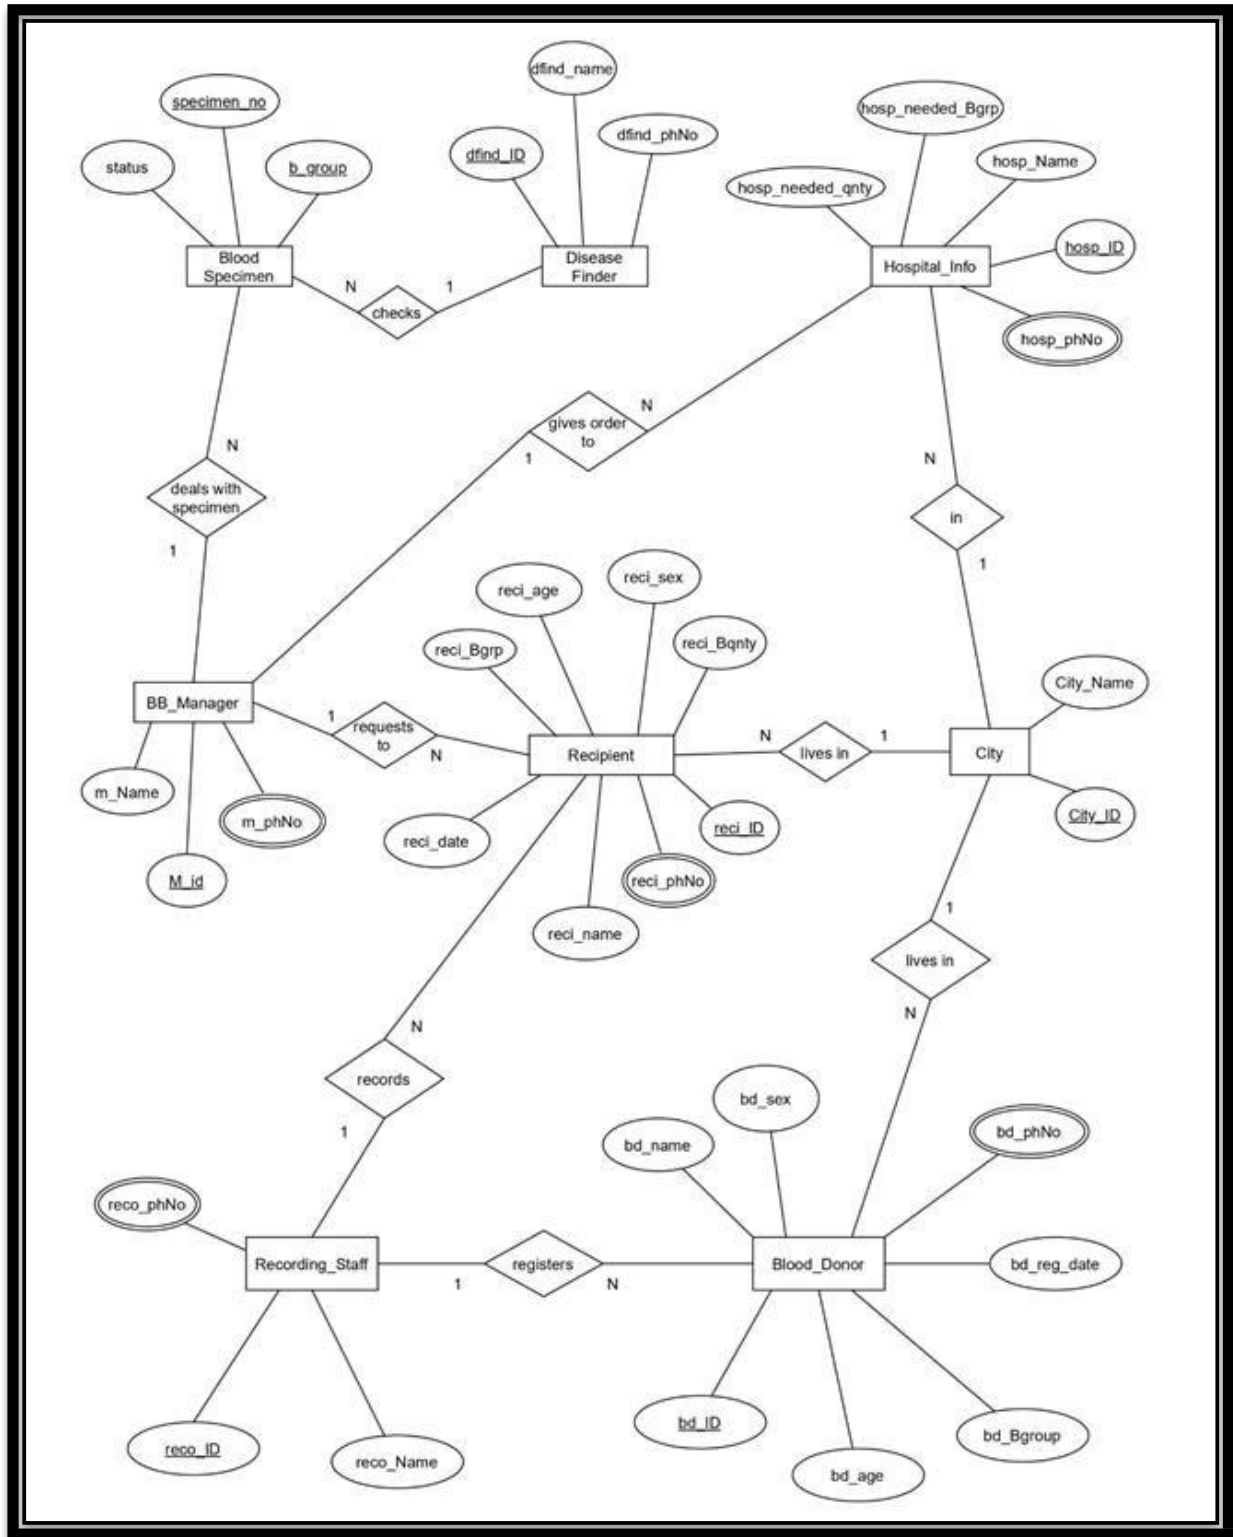 dfind_name
specimen_no
hosp_needed_Bgrp
dfind_phNo
status
b_group
dfind_ID
hosp_Name
hosp_needed_qnty
hosp_ID
Blood
Specimen
Disease
Finder
Hospital_Info
N
1
checks
hosp_phNo
N
gives order
to
1
N
N
deals with
specimen
in
1
1
reci_age
reci_sex
reci_Bgrp
reci_Bqnty
City_Name
BB_Manager
1
requests
to
N
Recipient
N
lives in
1
City
m_Name
m_phNo
reci_date
reci_ID
City_ID
M_id
reci_phNo
reci_name
1
lives in
N
N
records
1
bd_sex
bd_name
bd_phNo
reco_phNo
Recording_Staff
1
registers
N
Blood_Donor
bd_reg_date
reco_ID
reco_Name
bd_ID
bd_age
bd_Bgroup